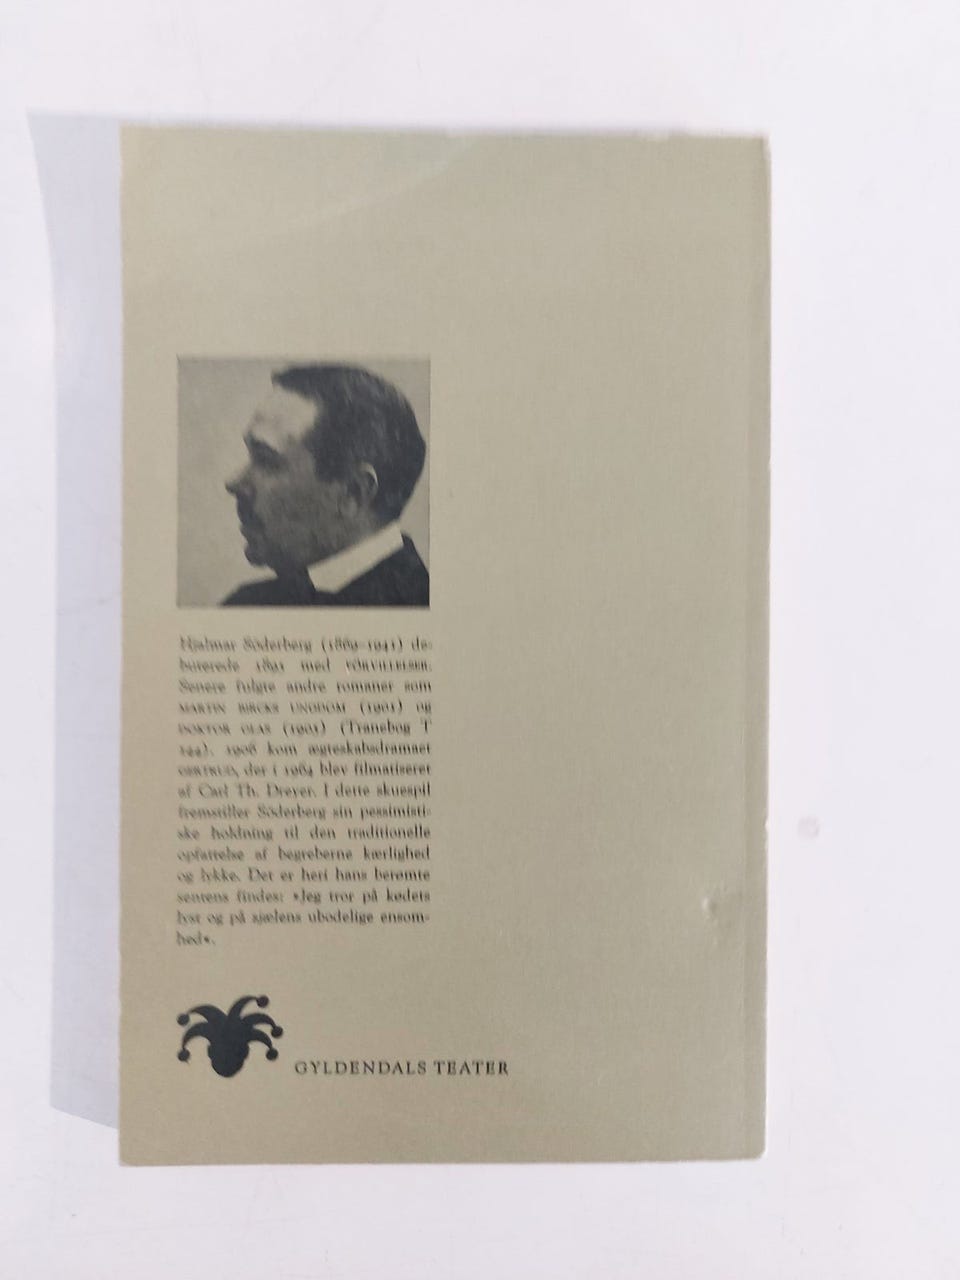 Hjalmar Söderberg (1869–1941) de-
buterede 1895 med FÖRVILLELSER.
Senere fulgte andre romaner som
MARTIN BIRCKS UNGDOM (1901) og
DOKTOR GLAS (1905) (Tranebog T
144). 1906 kom ægteskabsdramaet
GERTRUD, der i 1964 blev filmatiseret
af Carl Th. Dreyer. I dette skuespil
fremstiller Söderberg sin pessimisti-
ske holdning til den traditionelle
opfattelse af begreberne kærlighed
og lykke. Det er heri hans berømte
sentens findes: »Jeg tror på kødets
lyst og på sjælens ubodelige ensom-
hed«.
GYLDENDALS TEATER